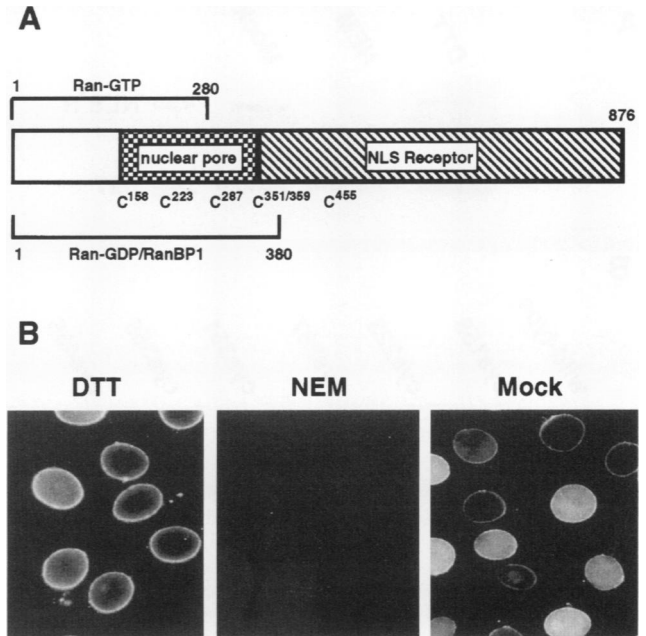 A
1 Ran-GTP 280
876
nuclear pore NLS Receptor
C158 C223 C287 C351/359 C455
1 Ran-GDP/RanBP1 380
B
DTT NEM Mock